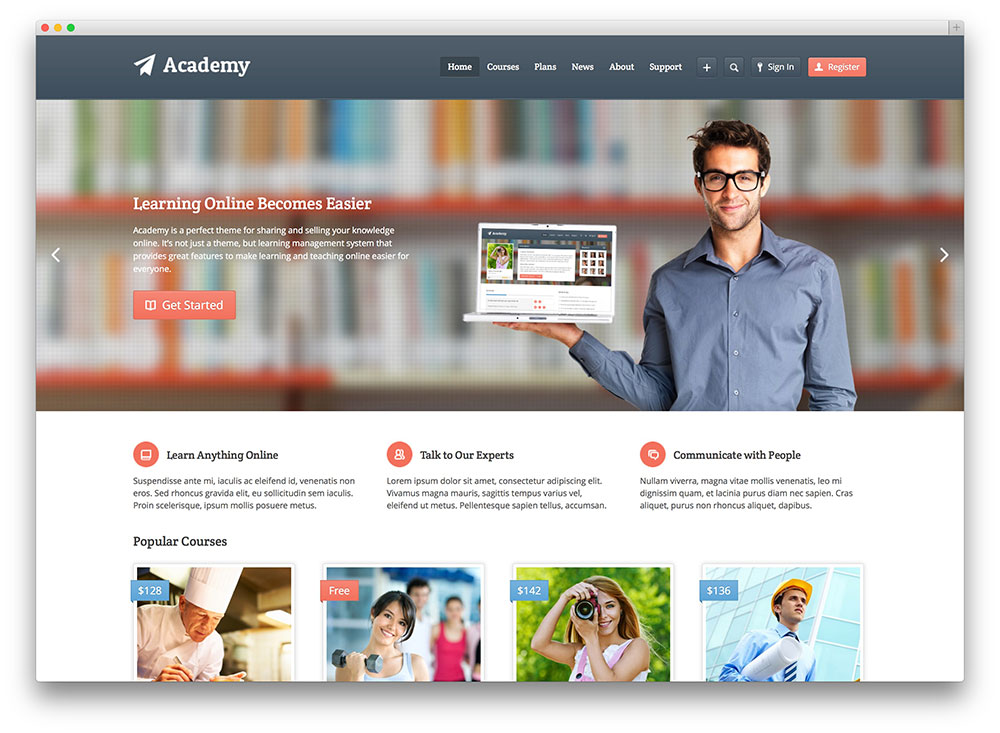 Academy
Home Courses Plans News About Support + Sign In Register
Learning Online Becomes Easier
Academy is a perfect theme for sharing and selling your knowledge
online. It's not just a theme, but learning management system that
provides great features to make learning and teaching online easier for
everyone.
Get Started
Academy
Learn Anything Online
Suspendisse ante mi, iaculis ac eleifend id, venenatis non
eros. Sed rhoncus gravida elit, eu sollicitudin sem iaculis.
Proin scelerisque, ipsum mollis posuere metus.
Talk to Our Experts
Lorem ipsum dolor sit amet, consectetur adipiscing elit.
Vivamus magna mauris, sagittis tempus varius vel,
eleifend ut metus. Pellentesque sapien tellus, accumsan.
Communicate with People
Nullam viverra, magna vitae mollis venenatis, leo mi
dignissim quam, et lacinia purus diam nec sapien. Cras
aliquet, purus non rhoncus aliquet, dapibus.
Popular Courses
$128
Free
$142
$136